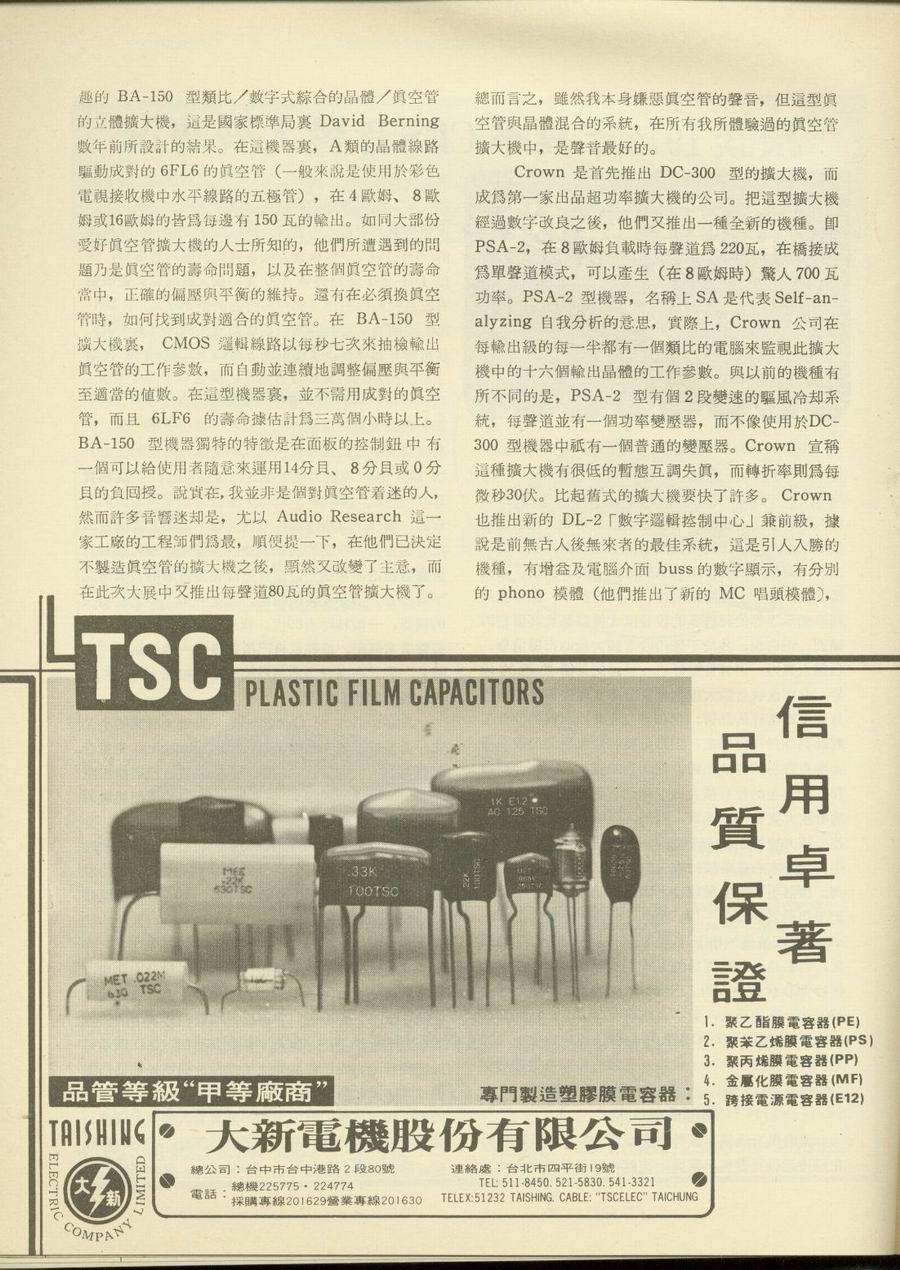 趣的 BA-150 型類比／數字式綜合的晶體／眞空管
的立體擴大機，這是國家標準局裏 David Berning
數年前所設計的結果。在這機器裏，A類的晶體線路
驅動成對的 6FL6 的眞空管（一般來說是使用於彩色
電視接收機中水平線路的五極管），在 4 歐姆、 8 歐
姆或16歐姆的皆爲每邊有 150 瓦的輸出。如同大部份
愛好眞空管擴大機的人士所知的，他們所遭遇到的問
題乃是眞空管的壽命問題，以及在整個眞空管的壽命
當中，正確的偏壓與平衡的維持。還有在必須換眞空
管時，如何找到成對適合的眞空管。在 BA-150 型
擴大機裏， CMOS 邏輯線路以每秒七次來抽檢輸出
眞空管的工作參數，而自動並連續地調整偏壓與平衡
至適當的値數。在這型機器裏，並不需用成對的眞空
管，而且 6LF6 的壽命據估計爲三萬個小時以上。
BA-150 型機器獨特的特徵是在面板的控制鈕中有
一個可以給使用者隨意來運用14分貝、 8 分貝或 0 分
貝的負回授。說實在,我並非是個對眞空管着迷的人,
然而許多音響迷却是，尤以 Audio Research 這一
家工廠的工程師們爲最，順便提一下，在他們已決定
不製造眞空管的擴大機之後，顯然又改變了主意，而
在此次大展中又推出每聲道80瓦的眞空管擴大機了。
總而言之，雖然我本身嫌惡眞空管的聲音，但這型眞
空管與晶體混合的系統，在所有我所體驗過的眞空管
擴大機中，是聲音最好的。
Crown 是首先推出 DC-300 型的擴大機，而
成爲第一家出品超功率擴大機的公司。把這型擴大機
經過數字改良之後，他們又推出一種全新的機種。卽
PSA-2，在 8 歐姆負載時每聲道爲 220瓦，在橋接成
爲單聲道模式，可以產生（在 8 歐姆時）驚人 700 瓦
功率。PSA-2 型機器，名稱上 SA 是代表 Self-an-
alyzing 自我分析的意思，實際上，Crown 公司在
每輸出級的每一半都有一個類比的電腦來監視此擴大
機中的十六個輸出晶體的工作參數。與以前的機種有
所不同的是，PSA-2 型有個 2 段變速的驅風冷却系
統，每聲道並有一個功率變壓器，而不像使用於DC-
300 型機器中祇有一個普通的變壓器。Crown 宣稱
這種擴大機有很低的暫態互調失眞，而轉折率則爲每
微秒30伏。比起舊式的擴大機要快了許多。 Crown
也推出新的 DL-2「數字邏輯控制中心」兼前級，據
說是前無古人後無來者的最佳系統，這是引人入勝的
機種，有增益及電腦介面 buss 的數字顯示，有分別
的 phono 模體（他們推出了新的 MC 唱頭模體），
TSC
PLASTIC FILM CAPACITORS
信用卓著
品質保證
1K E12
AC 125 TSC
MET
.22K
630TSC
.33K
100TSC
.22K
100TSC
MET .022M
630 TSC
1. 聚乙酯膜電容器(PE)
2. 聚苯乙烯膜電容器(PS)
3. 聚丙烯膜電容器(PP)
4. 金屬化膜電容器(MF)
5. 跨接電源電容器(E12)
品管等級“甲等廠商”
專門製造塑膠膜電容器：
TAISHING
ELECTRIC COMPANY LIMITED
大新
大新電機股份有限公司
總公司：台中市台中港路 2 段80號
電話：總機225775・224774
採購專線201629營業專線201630
連絡處：台北市四平街19號
TEL: 511-8450. 521-5830. 541-3321
TELEX:51232 TAISHING. CABLE: "TSCELEC" TAICHUNG